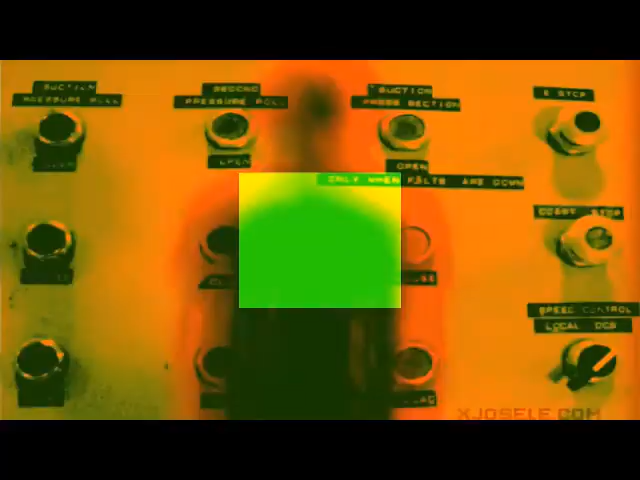 SUCTION
PRESSURE ROLL
SECOND
PRESSURE ROLL
SUCTION
PRESS SECTION
E STOP
OPEN
OPEN
ONLY WHEN FELTS ARE DOWN
COAST STOP
SPEED CONTROL
LOCAL DCS
XJOSELE.COM